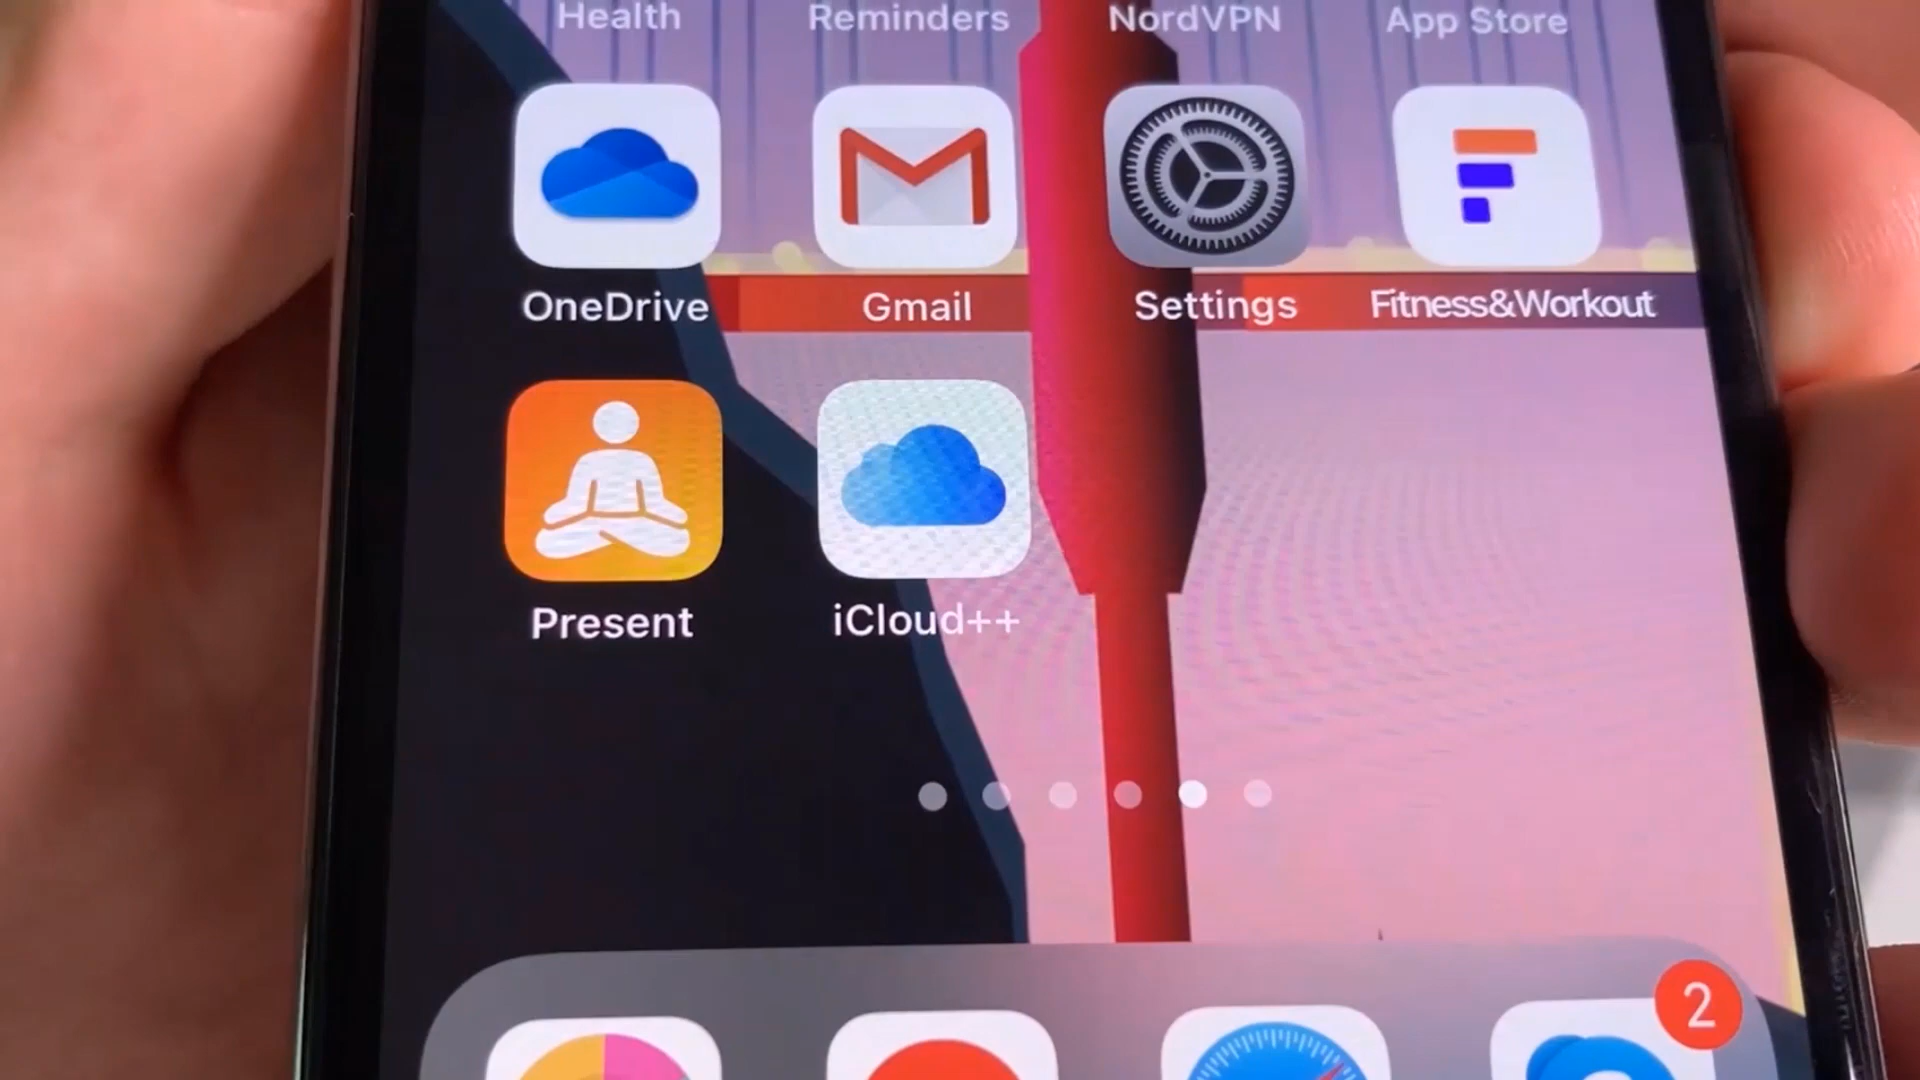 Health Reminders NordVPN App Store
OneDrive Gmail Settings Fitness&Workout
Present iCloud++
2